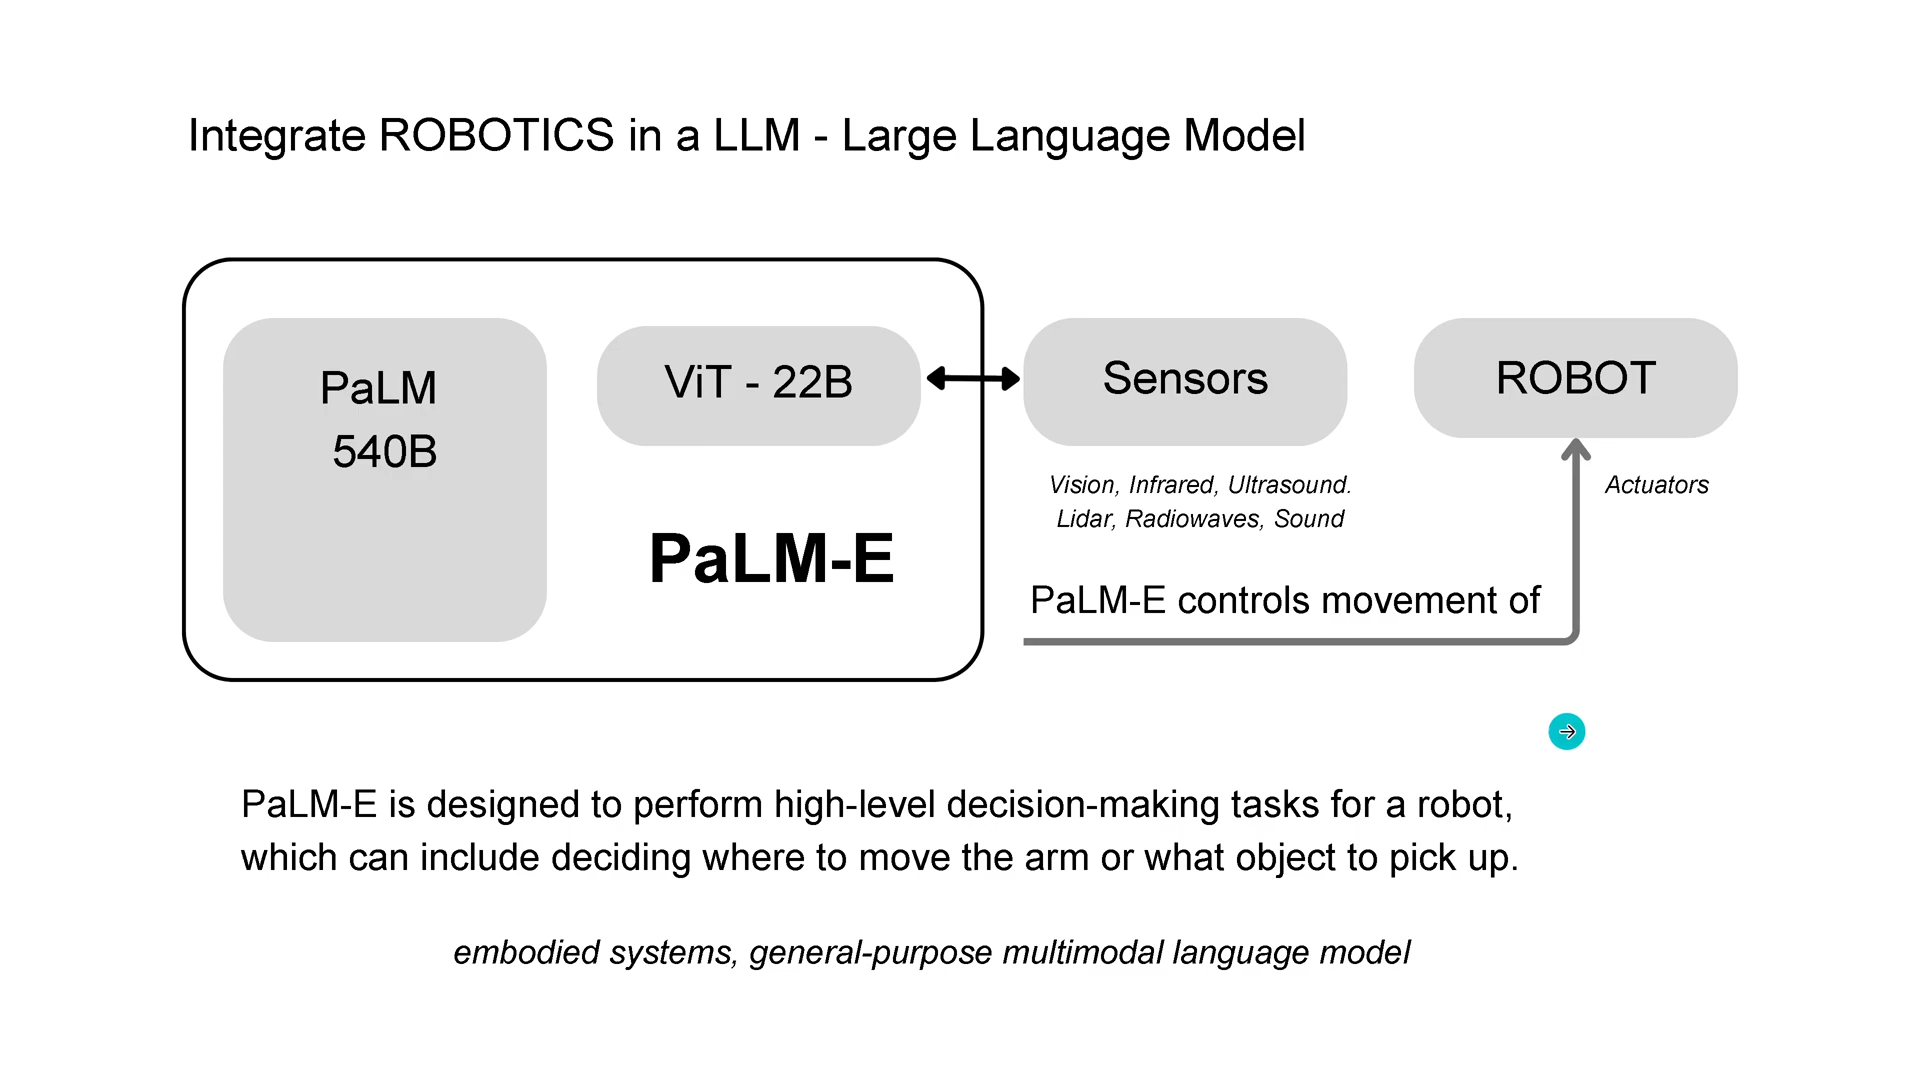 Integrate ROBOTICS in a LLM - Large Language Model
PaLM
540B
ViT - 22B
PaLM-E
Sensors
Vision, Infrared, Ultrasound.
Lidar, Radiowaves, Sound
ROBOT
Actuators
PaLM-E controls movement of
PaLM-E is designed to perform high-level decision-making tasks for a robot,
which can include deciding where to move the arm or what object to pick up.
embodied systems, general-purpose multimodal language model